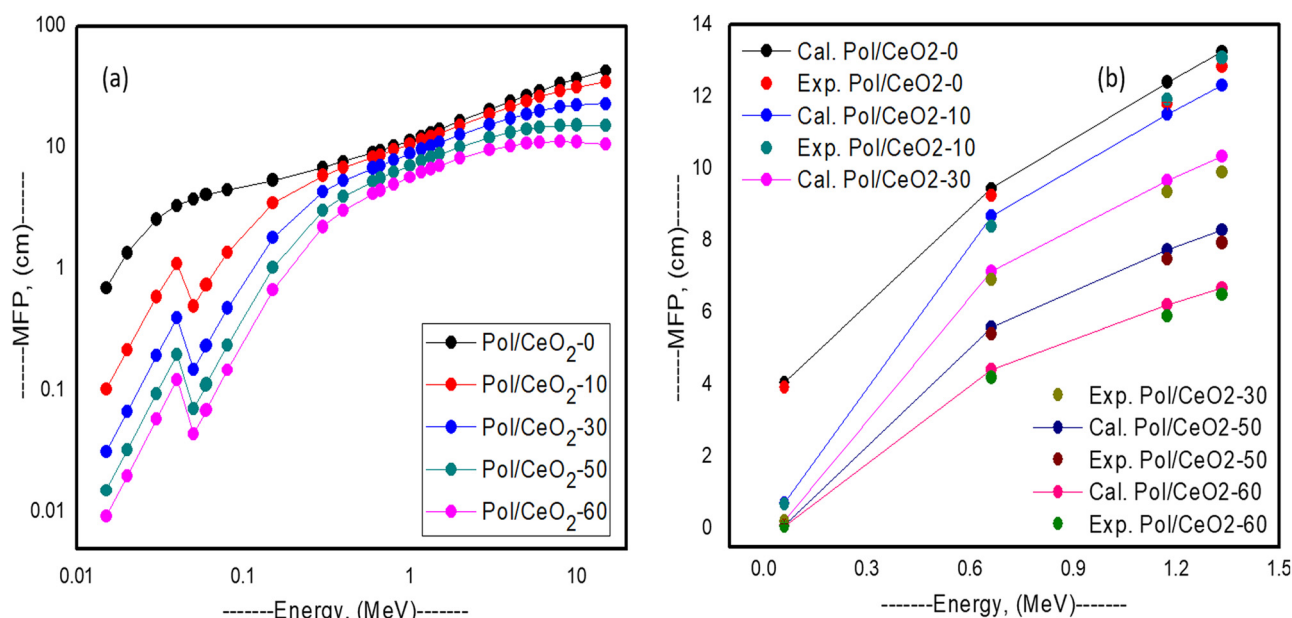 (a)
100
10
1
0.1
0.01
------MFP, (cm)------
Pol/CeO2-0
Pol/CeO2-10
Pol/CeO2-30
Pol/CeO2-50
Pol/CeO2-60
0.01 0.1 1 10
-------Energy, (MeV)-------
(b)
14
12
10
8
6
4
2
0
------MFP, (cm)------
Cal. Pol/CeO2-0
Exp. Pol/CeO2-0
Cal. Pol/CeO2-10
Exp. Pol/CeO2-10
Cal. Pol/CeO2-30
Exp. Pol/CeO2-30
Cal. Pol/CeO2-50
Exp. Pol/CeO2-50
Cal. Pol/CeO2-60
Exp. Pol/CeO2-60
0.0 0.3 0.6 0.9 1.2 1.5
-------Energy, (MeV)-------